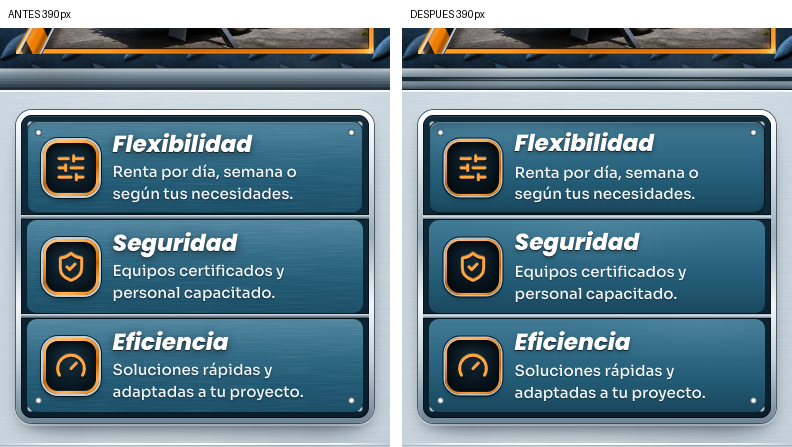 ANTES 390px
DESPUES 390px
Flexibilidad
Renta por día, semana o
según tus necesidades.
Seguridad
Equipos certificados y
personal capacitado.
Eficiencia
Soluciones rápidas y
adaptadas a tu proyecto.
Flexibilidad
Renta por día, semana o
según tus necesidades.
Seguridad
Equipos certificados y
personal capacitado.
Eficiencia
Soluciones rápidas y
adaptadas a tu proyecto.